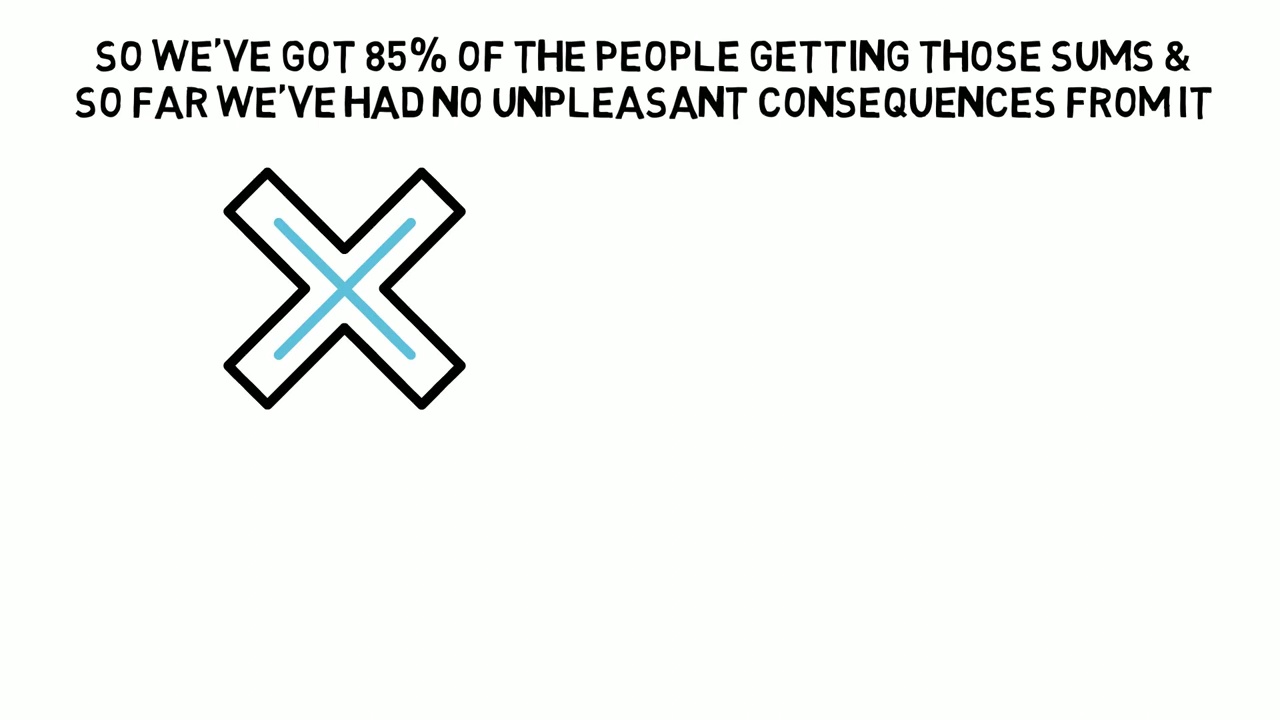 SO WE'VE GOT 85% OF THE PEOPLE GETTING THOSE SUMS &
SO FAR WE'VE HAD NO UNPLEASANT CONSEQUENCES FROM IT